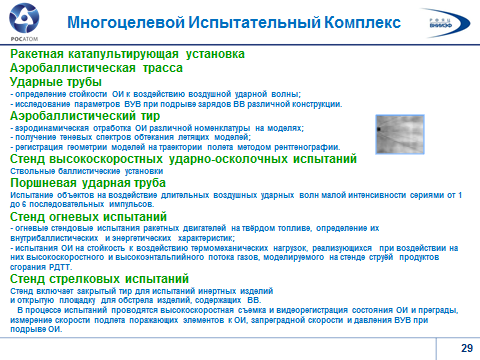 Многоцелевой Испытательный Комплекс
РОСАТОМ
ВНИИЭФ
Ракетная катапультирующая установка
Аэробаллистическая трасса
Ударные трубы
- определение стойкости ОИ к воздействию воздушной ударной волны;
- исследование параметров ВУВ при подрыве зарядов ВВ различной конструкции.
Аэробаллистический тир
- аэродинамическая отработка ОИ различной номенклатуры на моделях;
- получение теневых спектров обтекания летящих моделей;
- регистрация геометрии моделей на траектории полета методом рентгенографии.
Стенд высокоскоростных ударно-осколочных испытаний
Ствольные баллистические установки
Поршневая ударная труба
Испытание объектов на воздействие длительных воздушных ударных волн малой интенсивности сериями от 1
до 6 последовательных импульсов.
Стенд огневых испытаний
- огневые стендовые испытания ракетных двигателей на твёрдом топливе, определение их
внутрибаллистических и энергетических характеристик;
- испытания ОИ на стойкость к воздействию термомеханических нагрузок, реализующихся при воздействии на
них высокоскоростного и высокоэнтальпийного потока газов, моделируемого на стенде струёй продуктов
сгорания РДТТ.
Стенд стрелковых испытаний
Стенд включает закрытый тир для испытаний инертных изделий
и открытую площадку для обстрела изделий, содержащих ВВ.
В процессе испытаний проводятся высокоскоростная съемка и видеорегистрация состояния ОИ и преграды,
измерение скорости подлета поражающих элементов к ОИ, запреградной скорости и давления ВУВ при
подрыве ОИ.
29